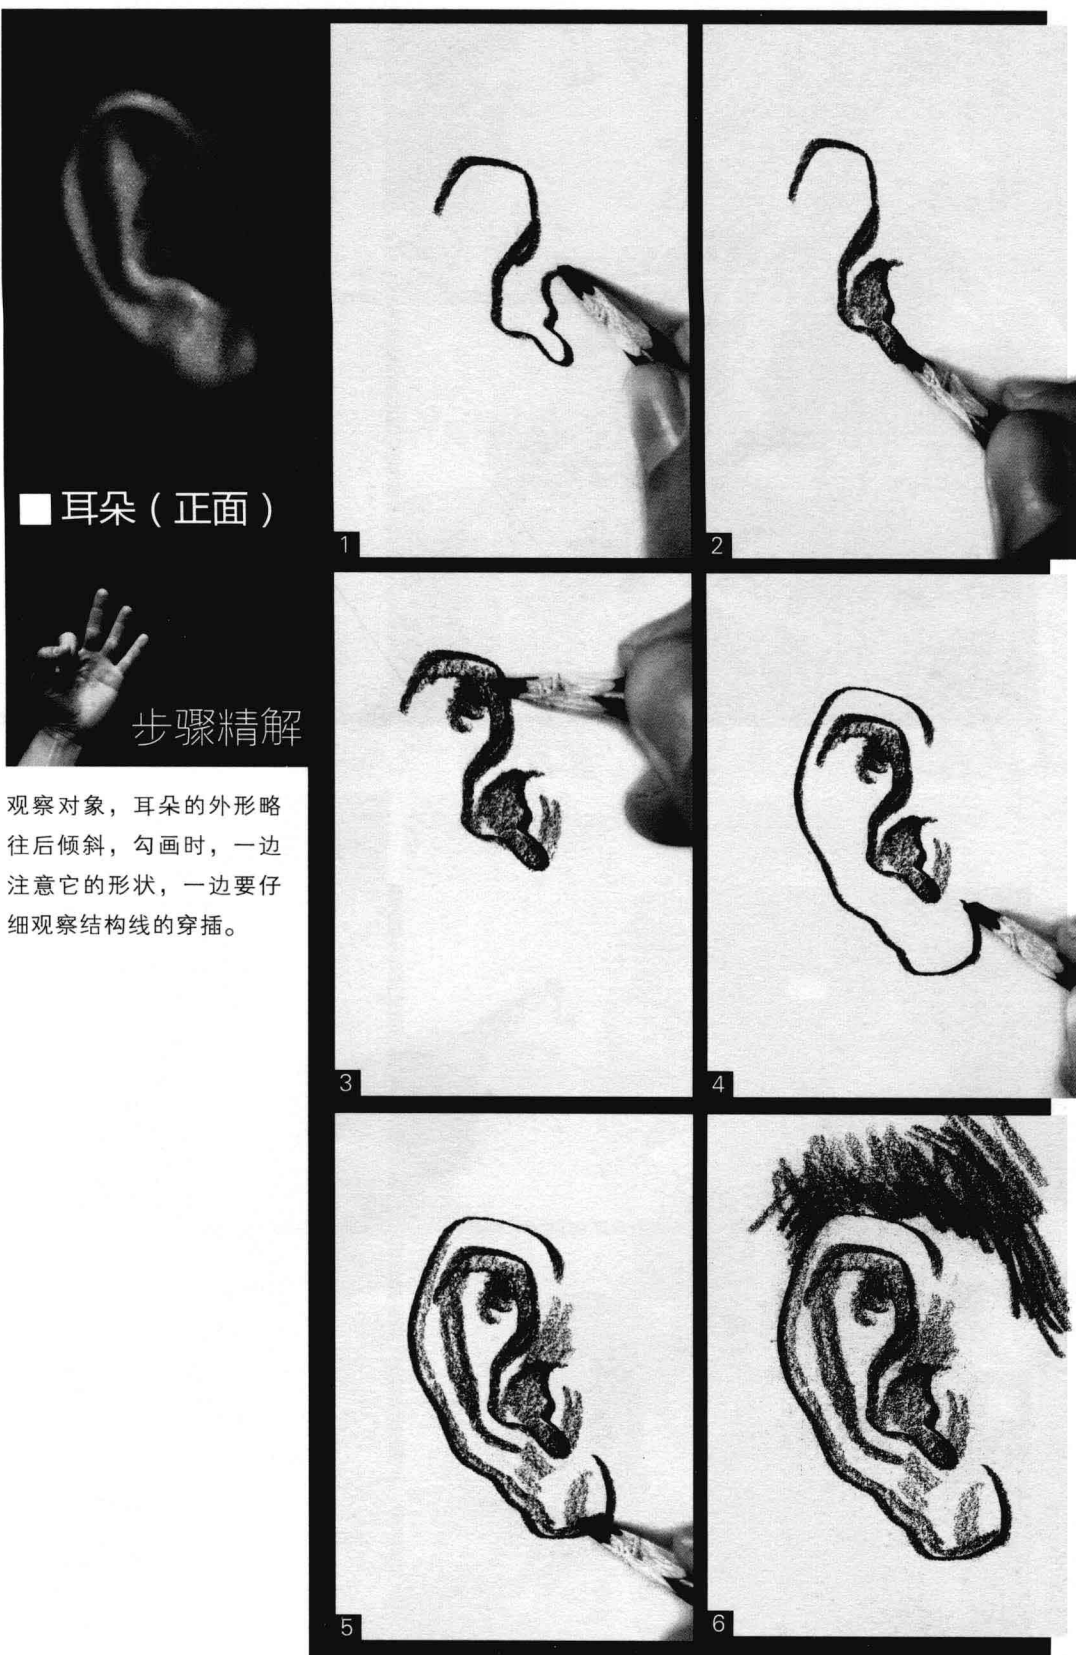 ■耳朵（正面）
步骤精解
观察对象，耳朵的外形略
往后倾斜，勾画时，一边
注意它的形状，一边要仔
细观察结构线的穿插。
1
2
3
4
5
6